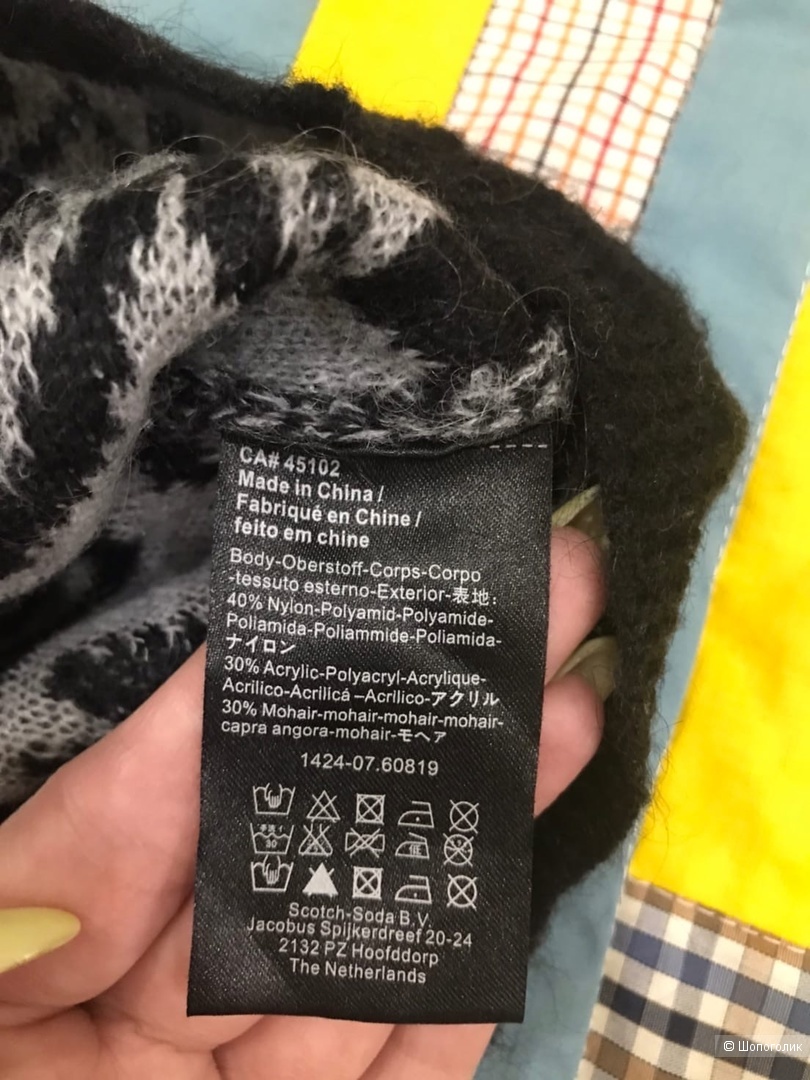 CA# 45102
Made in China /
Fabriqué en Chine /
feito em chine
Body-Oberstoff-Corps-Corpo
-tessuto esterno-Exterior-表地:
40% Nylon-Polyamid-Polyamide-
Poliamida-Poliammide-Poliamida-
ナイロン
30% Acrylic-Polyacryl-Acrylique-
Acrilico-Acrilicá –Acrílico-アクリル
30% Mohair-mohair-mohair-mohair-
capra angora-mohair-モヘア
1424-07.60819
30
低
Scotch-Soda B.V.
Jacobus Spijkerdreef 20-24
2132 PZ Hoofddorp
The Netherlands
© Шопоголик